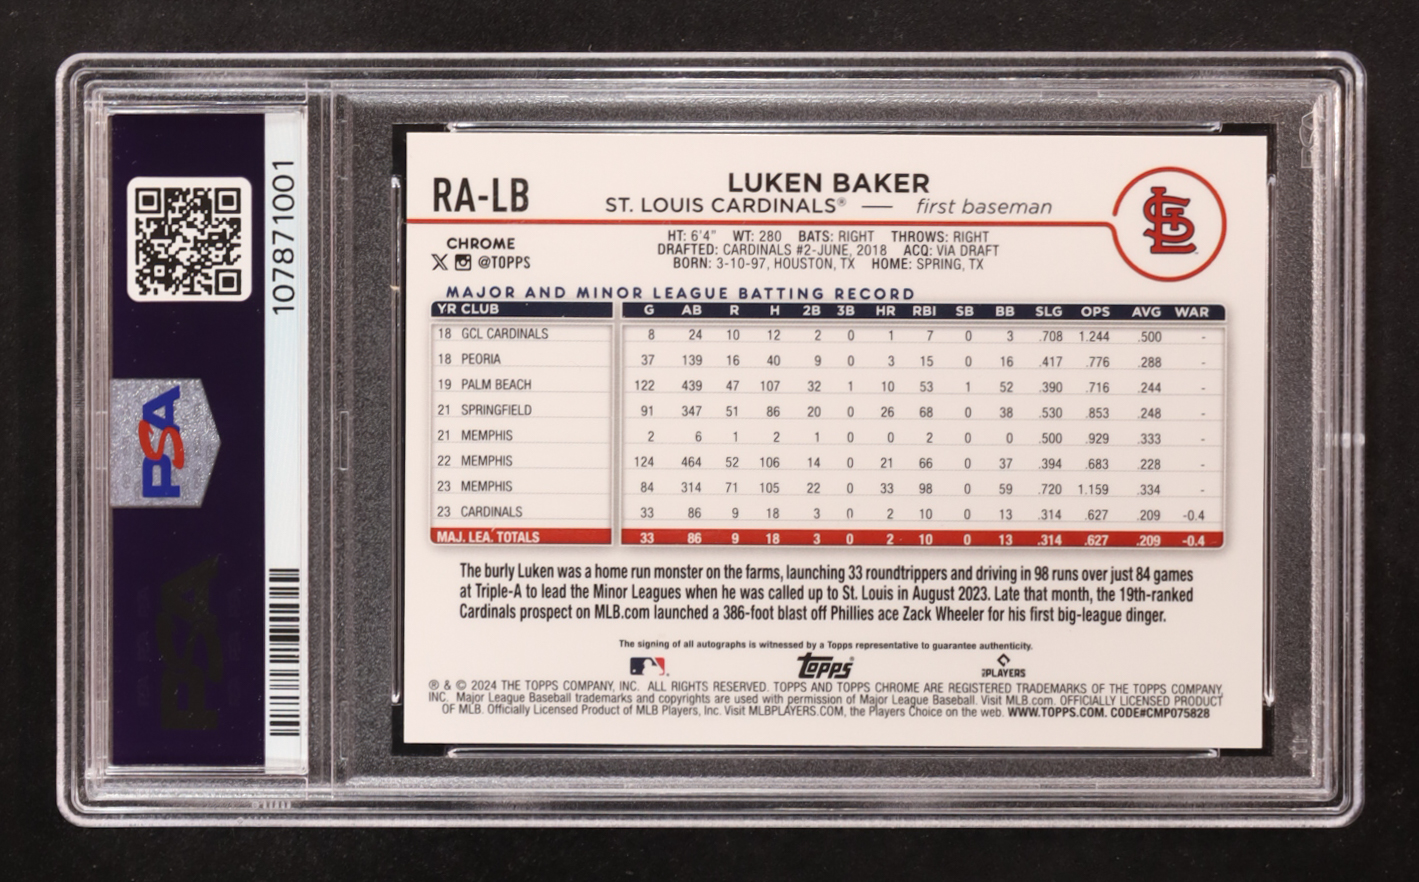 107871001
PSA
PSA
RA-LB
LUKEN BAKER
ST. LOUIS CARDINALS® — first baseman
STL
CHROME
X @TOPPS
HT: 6'4" WT: 280 BATS: RIGHT THROWS: RIGHT
DRAFTED: CARDINALS #2-JUNE, 2018 ACQ: VIA DRAFT
BORN: 3-10-97, HOUSTON, TX HOME: SPRING, TX
MAJOR AND MINOR LEAGUE BATTING RECORD
YR CLUB G AB R H 2B 3B HR RBI SB BB SLG OPS AVG WAR
18 GCL CARDINALS 8 24 10 12 2 0 1 7 0 3 .708 1.244 .500 -
18 PEORIA 37 139 16 40 9 0 3 15 0 16 .417 .776 .288 -
19 PALM BEACH 122 439 47 107 32 1 10 53 1 52 .390 .716 .244 -
21 SPRINGFIELD 91 347 51 86 20 0 26 68 0 38 .530 .853 .248 -
21 MEMPHIS 2 6 1 2 1 0 0 2 0 0 .500 .929 .333 -
22 MEMPHIS 124 464 52 106 14 0 21 66 0 37 .394 .683 .228 -
23 MEMPHIS 84 314 71 105 22 0 33 98 0 59 .720 1.159 .334 -
23 CARDINALS 33 86 9 18 3 0 2 10 0 13 .314 .627 .209 -0.4
MAJ. LEA. TOTALS 33 86 9 18 3 0 2 10 0 13 .314 .627 .209 -0.4
The burly Luken was a home run monster on the farms, launching 33 roundtrippers and driving in 98 runs over just 84 games
at Triple-A to lead the Minor Leagues when he was called up to St. Louis in August 2023. Late that month, the 19th-ranked
Cardinals prospect on MLB.com launched a 386-foot blast off Phillies ace Zack Wheeler for his first big-league dinger.
The signing of all autographs is witnessed by a Topps representative to guarantee authenticity.
Topps PLAYERS
® & © 2024 THE TOPPS COMPANY, INC. ALL RIGHTS RESERVED. TOPPS AND TOPPS CHROME ARE REGISTERED TRADEMARKS OF THE TOPPS COMPANY,
INC. Major League Baseball trademarks and copyrights are used with permission of Major League Baseball. Visit MLB.com. OFFICIALLY LICENSED PRODUCT
OF MLB. Officially Licensed Product of MLB Players, Inc. Visit MLBPLAYERS.COM, the Players Choice on the web. WWW.TOPPS.COM. CODE#CMP075828